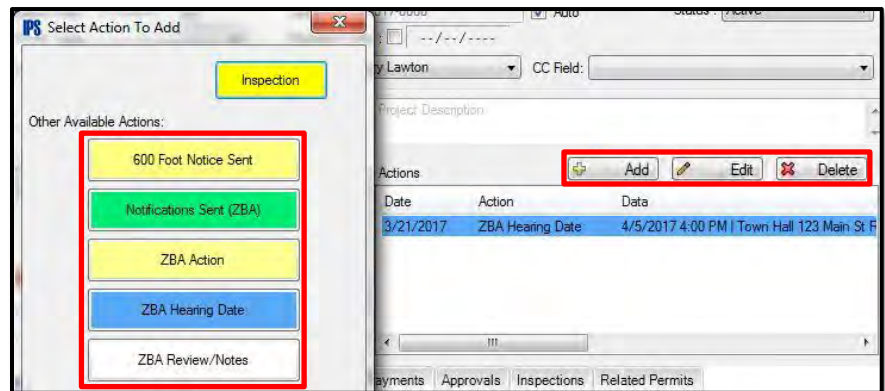 IPS Select Action To Add
Inspection
Other Available Actions:
600 Foot Notice Sent
Notifications Sent (ZBA)
ZBA Action
ZBA Hearing Date
ZBA Review/Notes
Auto
--/--/----
Lawton
CC Field:
Project Description
Actions
Add Edit Delete
Date Action Data
3/21/2017 ZBA Hearing Date 4/5/2017 4:00 PM | Town Hall 123 Main St
Approvals Inspections Related Permits